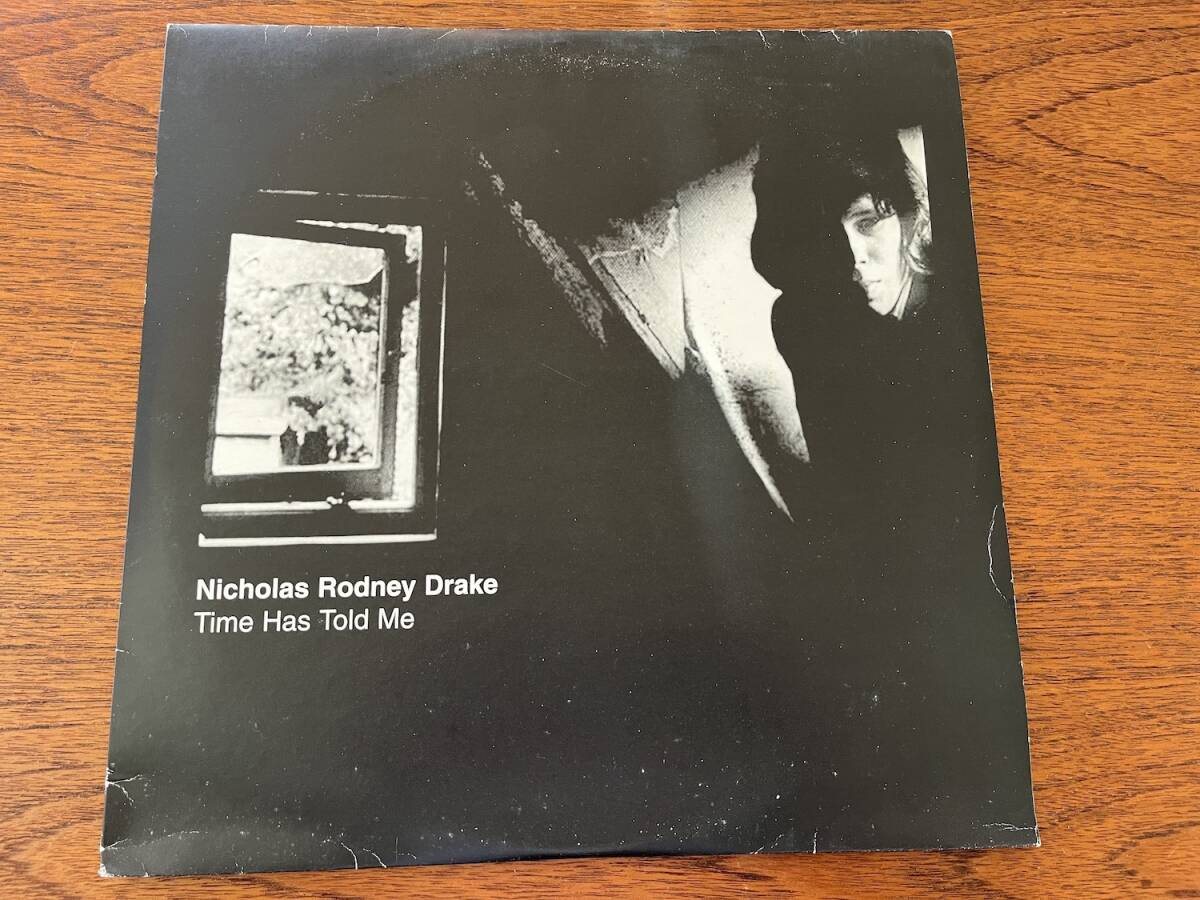 Nicholas Rodney Drake
Time Has Told Me